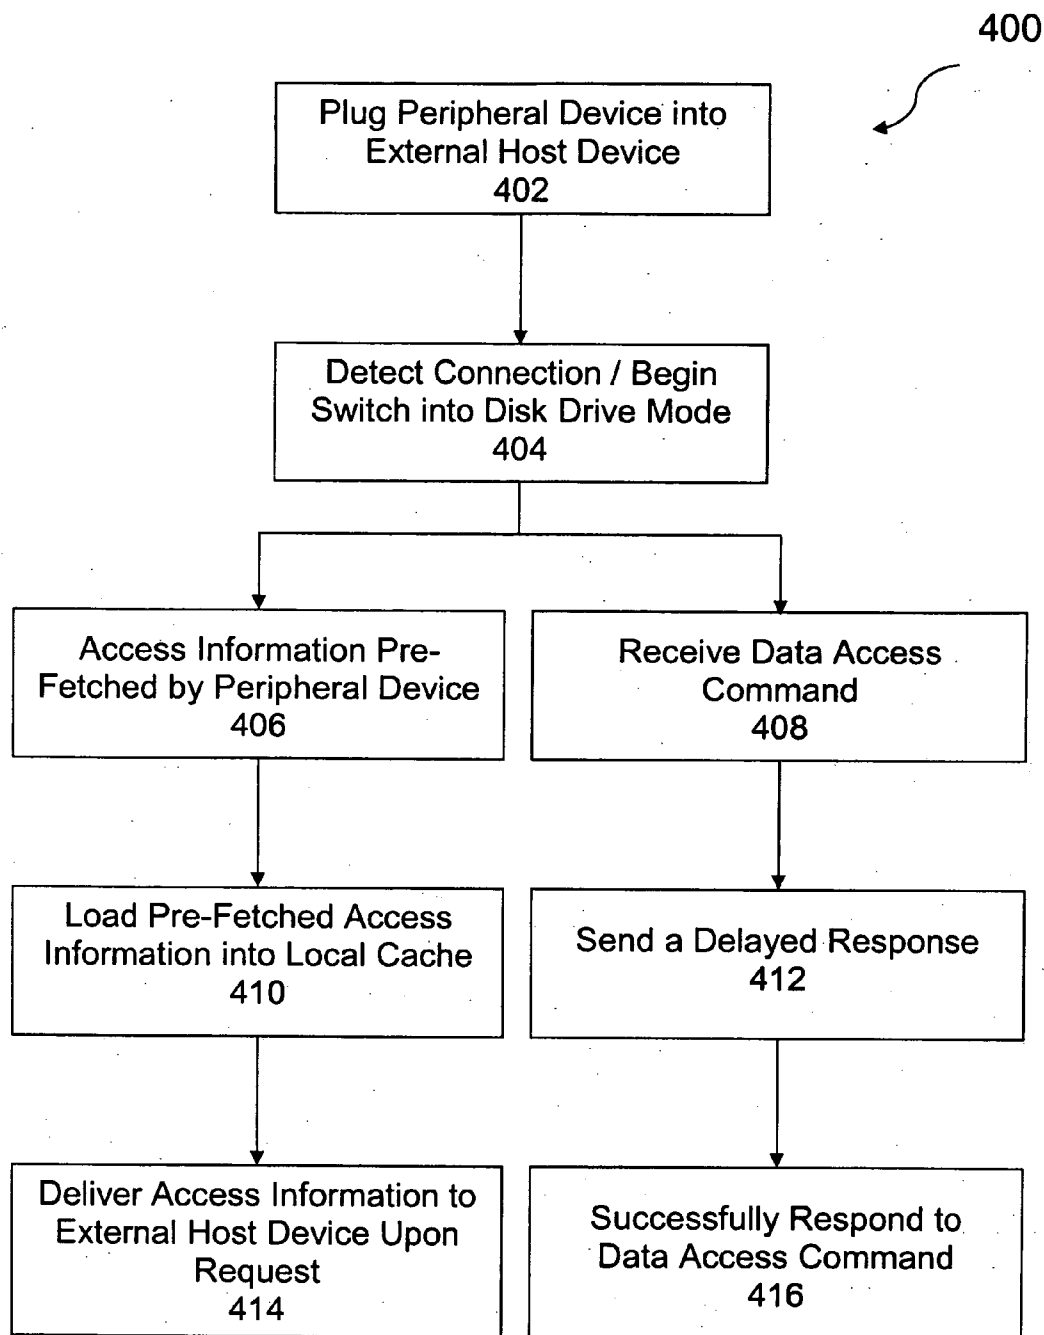 400
Plug Peripheral Device into
External Host Device
402
Detect Connection / Begin
Switch into Disk Drive Mode
404
Access Information Pre-
Fetched by Peripheral Device
406
Receive Data Access
Command
408
Load Pre-Fetched Access
Information into Local Cache
410
Send a Delayed Response
412
Deliver Access Information to
External Host Device Upon
Request
414
Successfully Respond to
Data Access Command
416